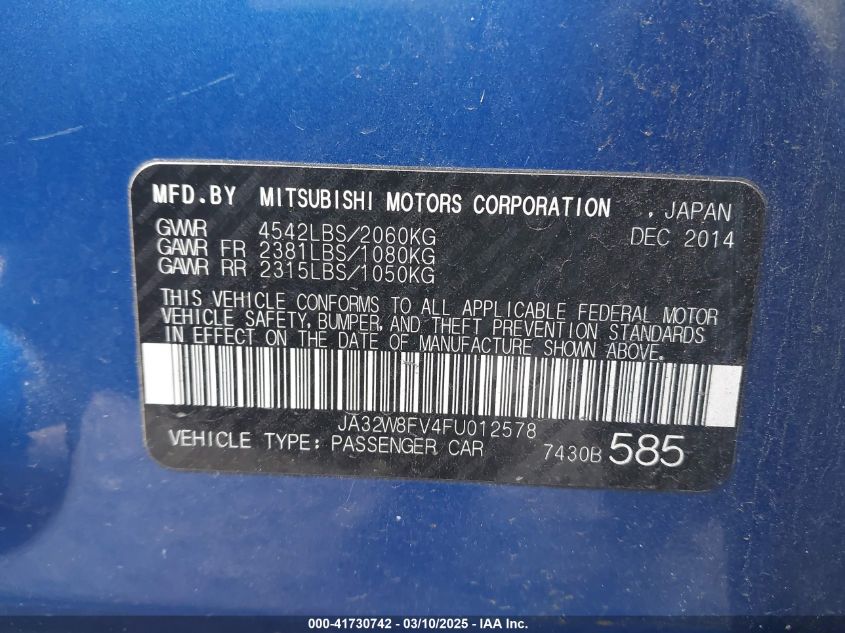 MFD.BY MITSUBISHI MOTORS CORPORATION , JAPAN
GVWR 4542LBS/2060KG DEC 2014
GAWR FR 2381LBS/1080KG
GAWR RR 2315LBS/1050KG
THIS VEHICLE CONFORMS TO ALL APPLICABLE FEDERAL MOTOR
VEHICLE SAFETY, BUMPER, AND THEFT PREVENTION STANDARDS
IN EFFECT ON THE DATE OF MANUFACTURE SHOWN ABOVE.
JA32W8FV4FU012578
VEHICLE TYPE: PASSENGER CAR 7430B 585
000-41730742 - 03/10/2025 - COPYRIGHT IAA, LLC.